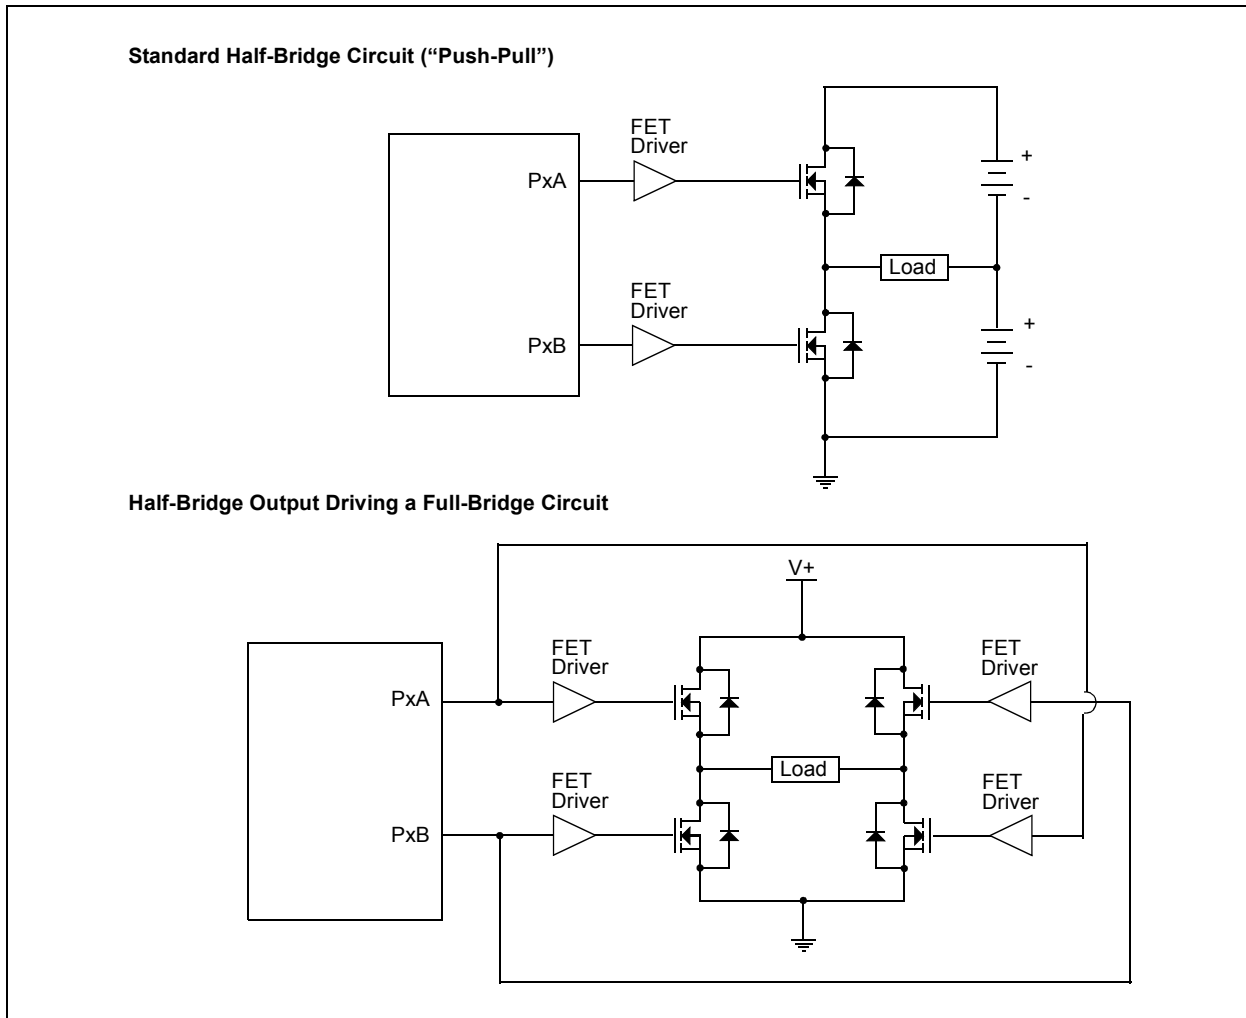 Standard Half-Bridge Circuit (“Push-Pull”)
FET
Driver
PxA
+
-
Load
FET
Driver
PxB
+
-
Half-Bridge Output Driving a Full-Bridge Circuit
V+
FET
Driver
FET
Driver
PxA
Load
FET
Driver
FET
Driver
PxB